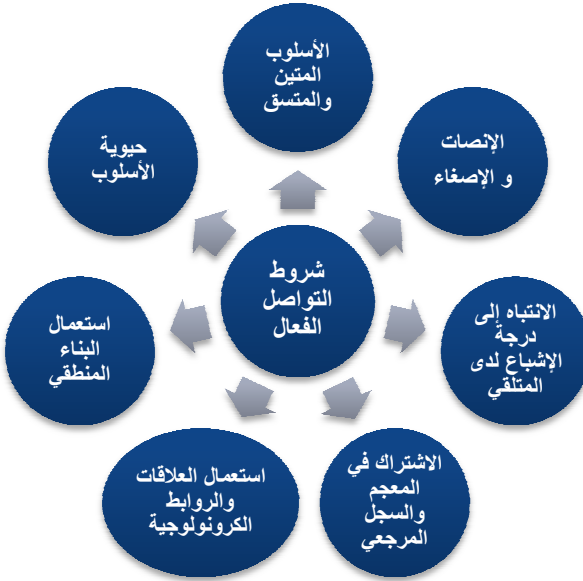 الأسلوب
المتين
والمتسق
الإنصات
و الإصغاء
الانتباه إلى
درجة
الإشباع لدى
المتلقي
الاشتراك في
المعجم
والسجل
المرجعي
استعمال العلاقات
والروابط
الكرونولوجية
استعمال
البناء
المنطقي
حيوية
الأسلوب
شروط
التواصل
الفعال